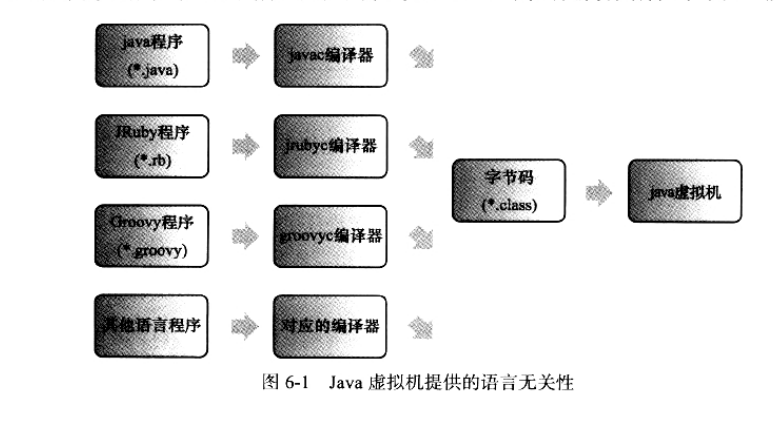 java程序
(*.java)
javac编译器
JRuby程序
(*.rb)
jrubyc编译器
字节码
(*.class)
java虚拟机
Groovy程序
(*.groovy)
groovyc编译器
其他语言程序
对应的编译器
图 6-1 Java 虚拟机提供的语言无关性